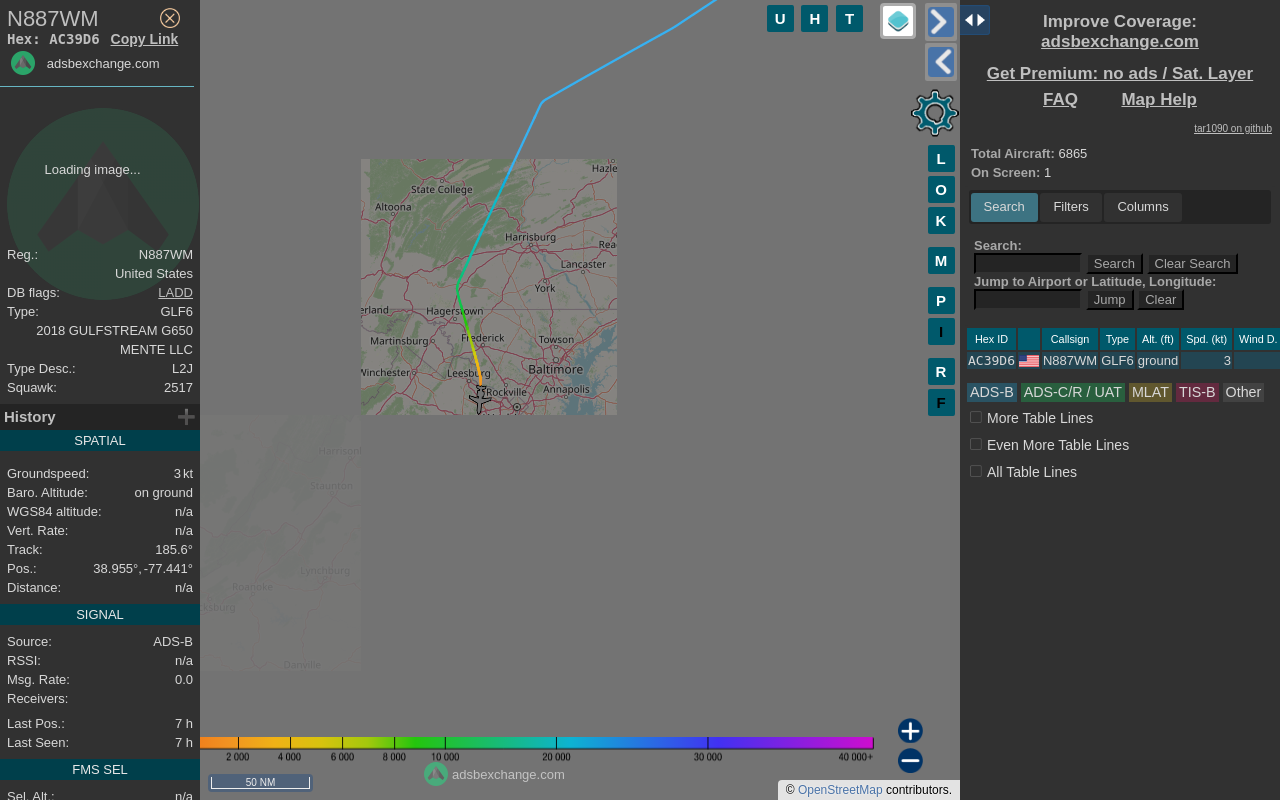 N887WM
Hex: AC39D6 Copy Link
adsbexchange.com
Loading image...
Reg.: N887WM
United States
DB flags: LADD
Type: GLF6
2018 GULFSTREAM G650
MENTE LLC
Type Desc.: L2J
Squawk: 2517
History
SPATIAL
Groundspeed: 3 kt
Baro. Altitude: on ground
WGS84 altitude: n/a
Vert. Rate: n/a
Track: 185.6°
Pos.: 38.955°, -77.441°
Distance: n/a
SIGNAL
Source: ADS-B
RSSI: n/a
Msg. Rate: 0.0
Receivers:
Last Pos.: 7 h
Last Seen: 7 h
FMS SEL
Sel. Alt.: n/a
U H T
L
O
K
M
P
I
R
F
Hazle
State College
Altoona
Harrisburg
Rea
Lancaster
York
erland
Hagerstown
Martinsburg
Frederick
Towson
Winchester
Leesburg
Baltimore
Rockville
Annapolis
Harrison
Staunton
Lynchburg
Roanoke
Danville
2 000 4 000 6 000 8 000 10 000 20 000 30 000 40 000+
adsbexchange.com
50 NM
© OpenStreetMap contributors.
Improve Coverage:
adsbexchange.com
Get Premium: no ads / Sat. Layer
FAQ Map Help
tar1090 on github
Total Aircraft: 6865
On Screen: 1
Search Filters Columns
Search:
Search Clear Search
Jump to Airport or Latitude, Longitude:
Jump Clear
Hex ID Callsign Type Alt. (ft) Spd. (kt) Wind D.
AC39D6 N887WM GLF6 ground 3
ADS-B ADS-C/R / UAT MLAT TIS-B Other
More Table Lines
Even More Table Lines
All Table Lines